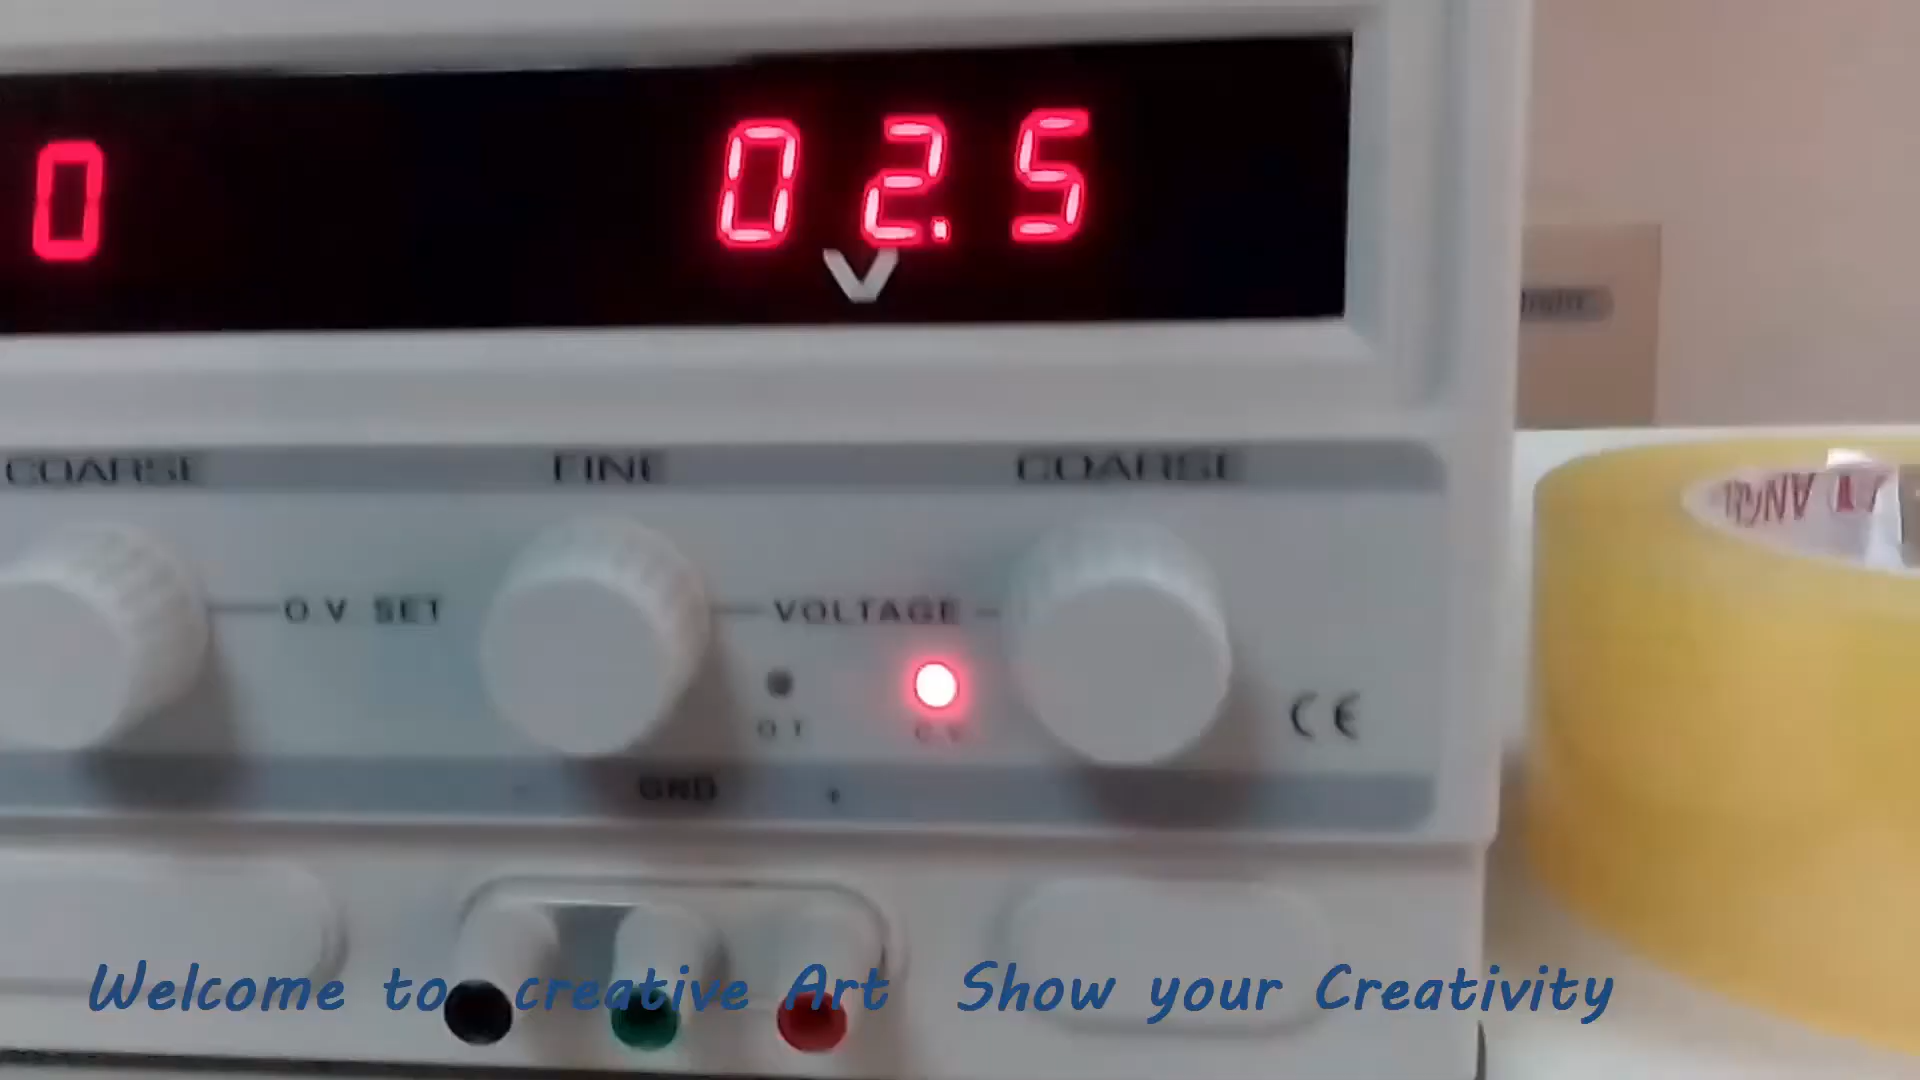 0 02.5
V
COARSE FINE COARSE
O V SET VOLTAGE
O T C V
CE
- GND +
Welcome to creative Art Show your Creativity